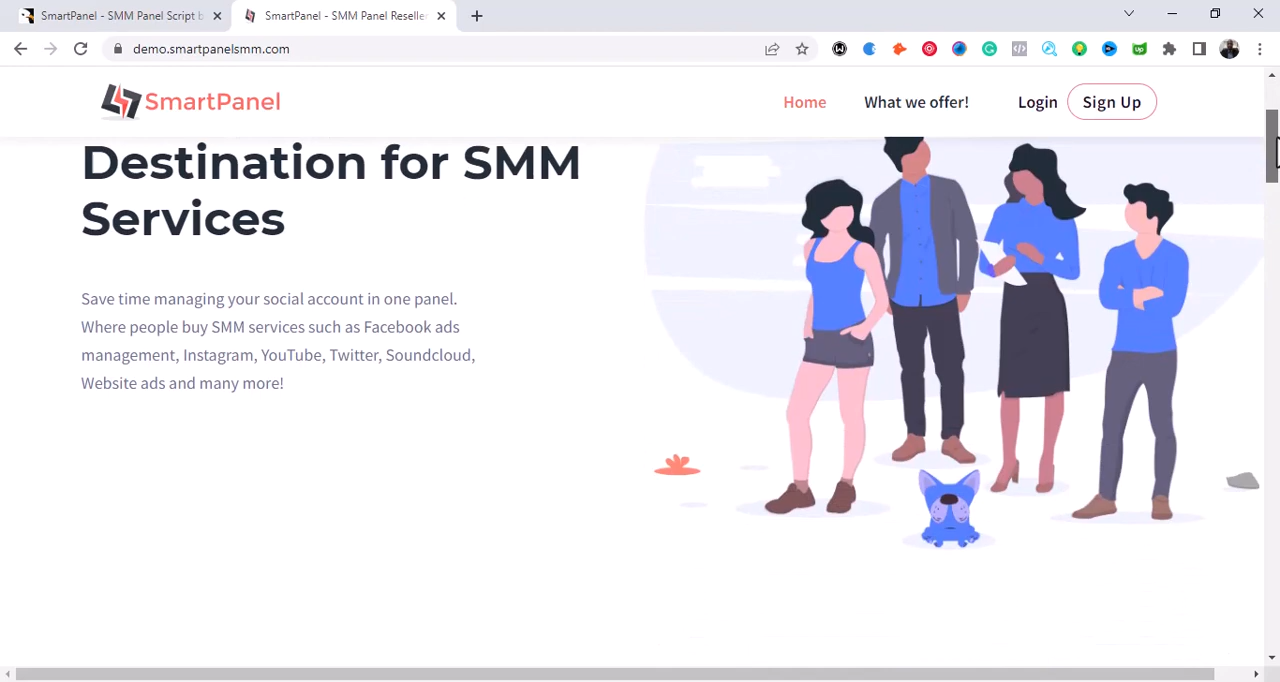 SmartPanel - SMM Panel Script b
SmartPanel - SMM Panel Reselle
demo.smartpanelsmm.com
SmartPanel
Home
What we offer!
Login
Sign Up
Destination for SMM
Services
Save time managing your social account in one panel.
Where people buy SMM services such as Facebook ads
management, Instagram, YouTube, Twitter, Soundcloud,
Website ads and many more!